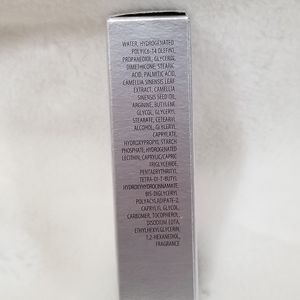 WATER, HYDROGENATED
POLY(C6-14 OLEFIN),
PROPANEDIOL, GLYCERIN,
DIMETHICONE, STEARIC
ACID, PALMITIC ACID,
CAMELLIA SINENSIS LEAF
EXTRACT, CAMELLIA
SINENSIS SEED OIL,
ARGININE, BUTYLENE
GLYCOL, GLYCERYL
STEARATE, CETEARYL
ALCOHOL, GLYCERYL
CAPRYLATE,
HYDROXYPROPYL STARCH
PHOSPHATE, HYDROGENATED
LECITHIN, CAPRYLIC/CAPRIC
TRIGLYCERIDE,
PENTAERYTHRITYL
TETRA-DI-T-BUTYL
HYDROXYHYDROCINNAMATE,
BIS-DIGLYCERYL
POLYACYLADIPATE-2,
CAPRYLYL GLYCOL,
CARBOMER, TOCOPHEROL,
DISODIUM EDTA,
ETHYLHEXYLGLYCERIN,
1,2-HEXANEDIOL,
FRAGRANCE